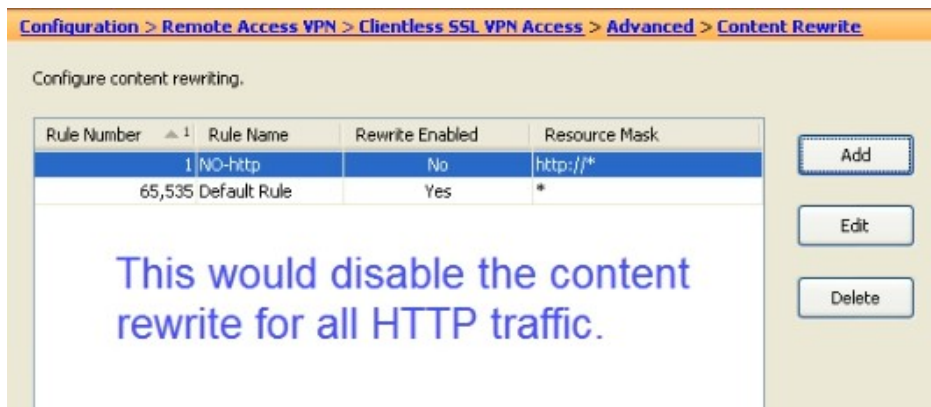 Configuration > Remote Access VPN > Clientless SSL VPN Access > Advanced > Content Rewrite
Configure content rewriting.
Rule Number 1 Rule Name Rewrite Enabled Resource Mask
1 NO-http No http://*
65,535 Default Rule Yes *
Add
Edit
Delete
This would disable the content
rewrite for all HTTP traffic.